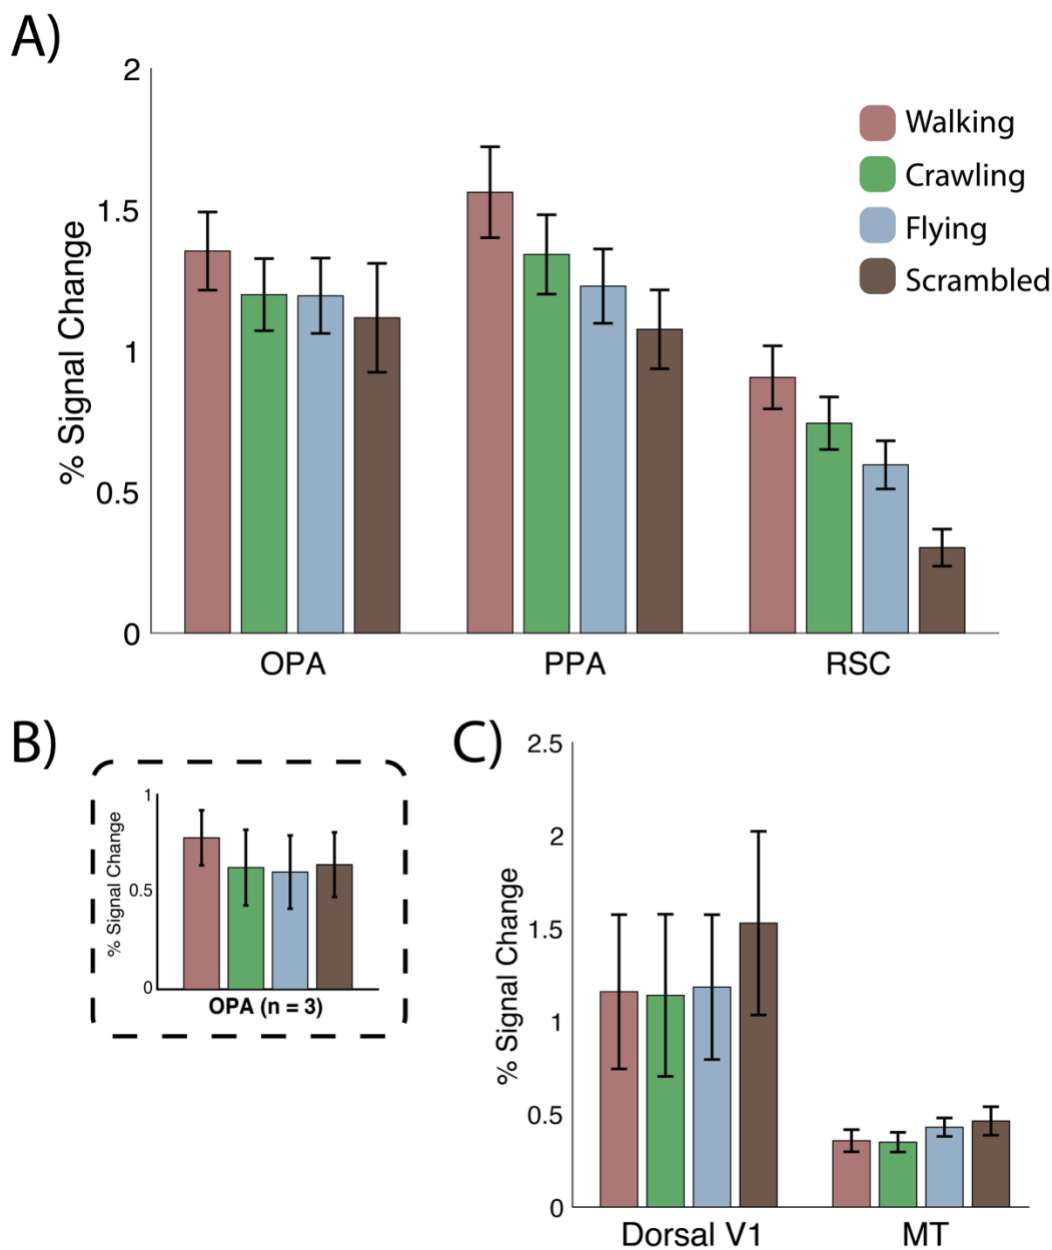 A)
% Signal Change
2
1.5
1
0.5
0
Walking
Crawling
Flying
Scrambled
OPA
PPA
RSC
B)
% Signal Change
1
0.5
0
OPA (n = 3)
C)
% Signal Change
2.5
2
1.5
1
0.5
0
Dorsal V1
MT